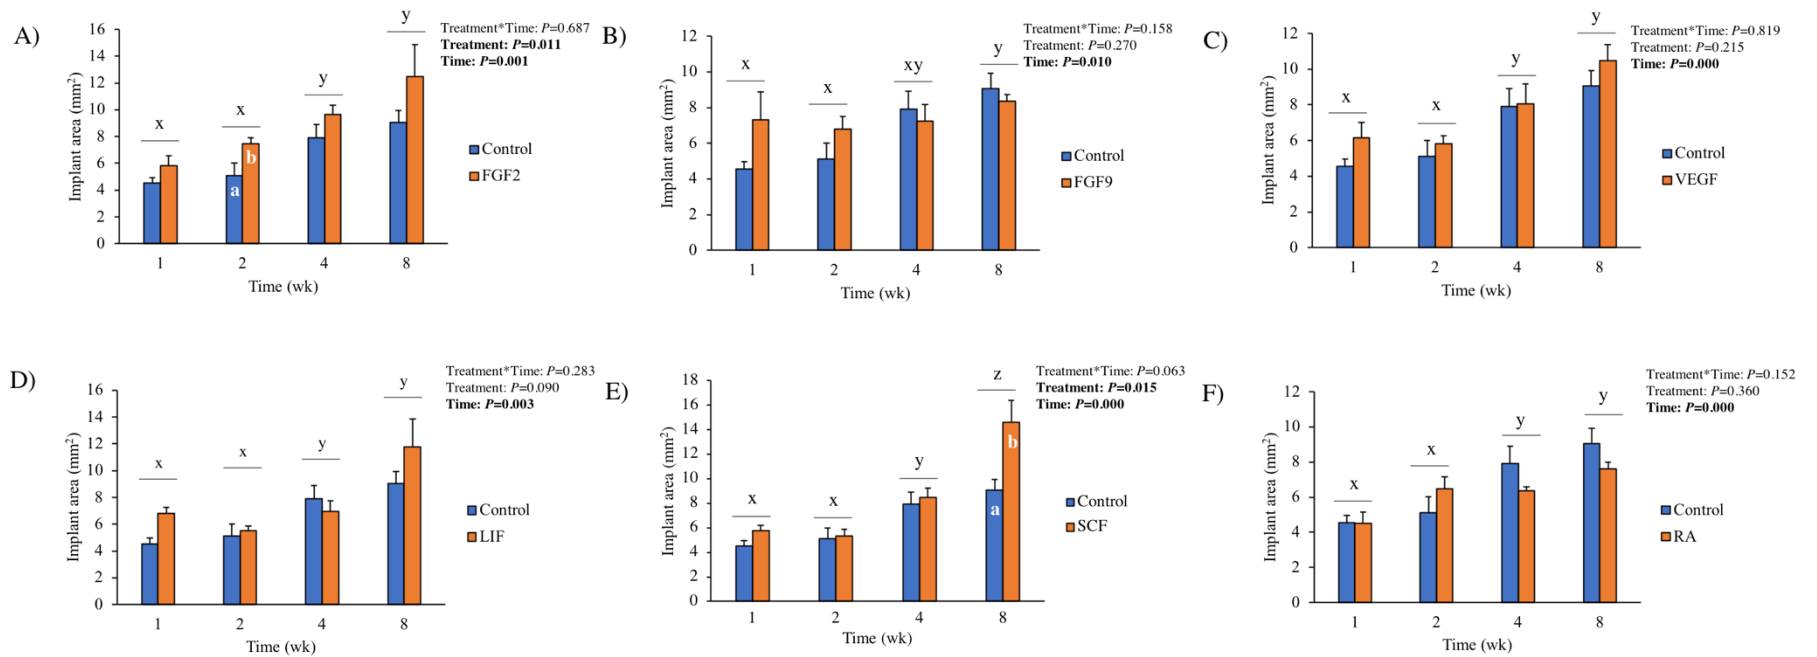 A)
Treatment*Time: P=0.687
Treatment: P=0.011
Time: P=0.001
Implant area (mm²)
16
14
12
10
8
6
4
2
0
x
x
y
y
a
b
1 2 4 8
Time (wk)
Control
FGF2
B)
Treatment*Time: P=0.158
Treatment: P=0.270
Time: P=0.010
Implant area (mm²)
12
10
8
6
4
2
0
x
x
xy
y
1 2 4 8
Time (wk)
Control
FGF9
C)
Treatment*Time: P=0.819
Treatment: P=0.215
Time: P=0.000
Implant area (mm²)
12
10
8
6
4
2
0
x
x
y
y
1 2 4 8
Time (wk)
Control
VEGF
D)
Treatment*Time: P=0.283
Treatment: P=0.090
Time: P=0.003
Implant area (mm²)
16
14
12
10
8
6
4
2
0
x
x
y
y
1 2 4 8
Time (wk)
Control
LIF
E)
Treatment*Time: P=0.063
Treatment: P=0.015
Time: P=0.000
Implant area (mm²)
18
16
14
12
10
8
6
4
2
0
x
x
y
z
a
b
1 2 4 8
Time (wk)
Control
SCF
F)
Treatment*Time: P=0.152
Treatment: P=0.360
Time: P=0.000
Implant area (mm²)
12
10
8
6
4
2
0
x
x
y
y
1 2 4 8
Time (wk)
Control
RA